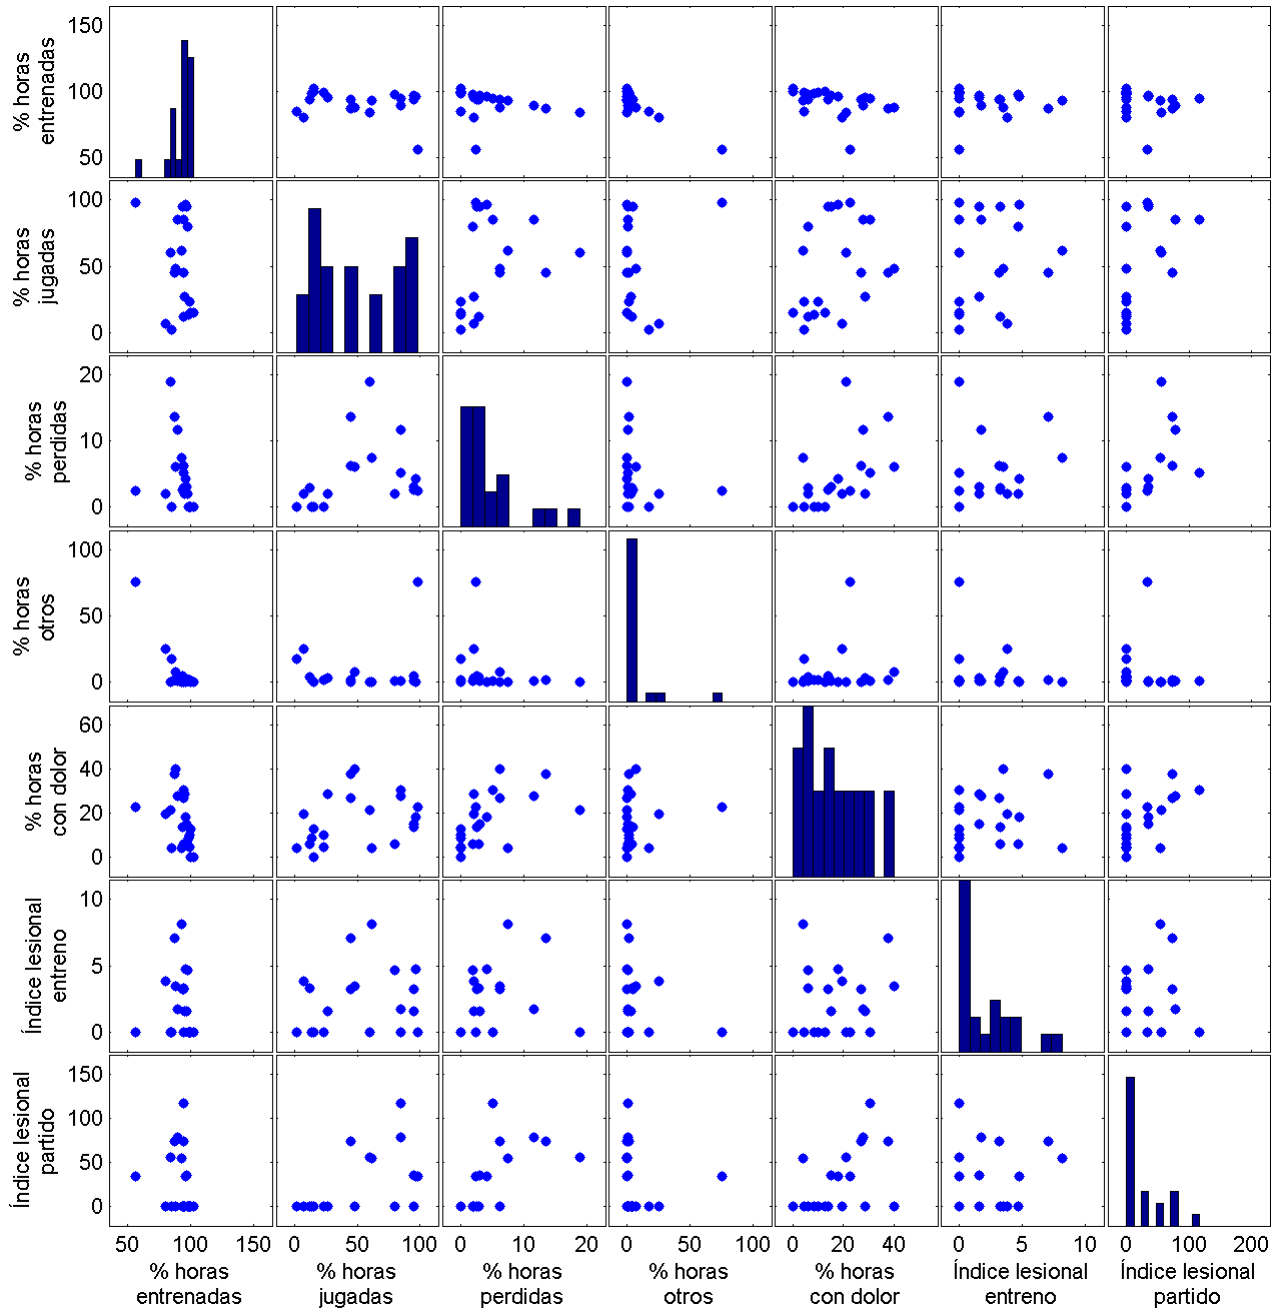 % horas
entrenadas
150
100
50
% horas
jugadas
100
50
0
% horas
perdidas
20
10
0
% horas
otros
100
50
0
% horas
con dolor
60
40
20
0
Índice lesional
entreno
10
5
0
Índice lesional
partido
150
100
50
0
50 100 150 0 50 100 0 10 20 0 50 100 0 20 40 0 5 10 0 100 200
% horas % horas % horas % horas % horas Índice lesional Índice lesional
entrenadas jugadas perdidas otros con dolor entreno partido